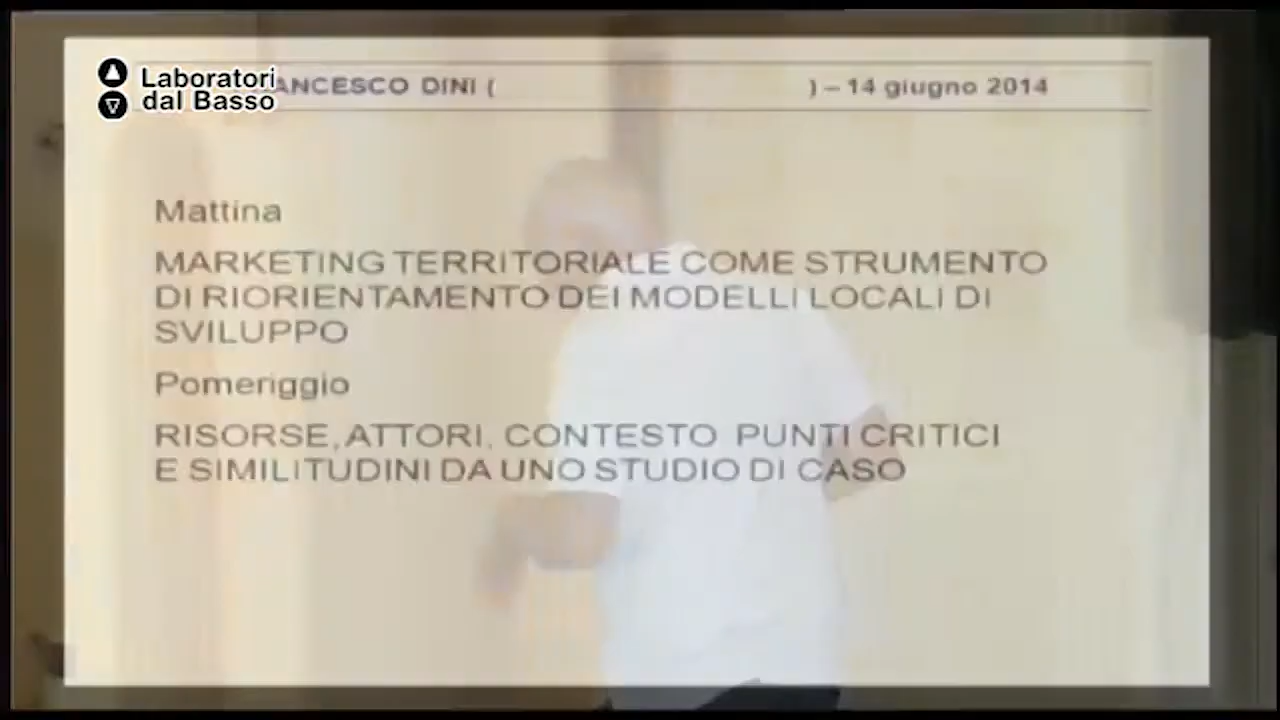 Laboratori
dal Basso
ANCESCO DINI ( ) – 14 giugno 2014
Mattina
MARKETING TERRITORIALE COME STRUMENTO
DI RIORIENTAMENTO DEI MODELLI LOCALI DI
SVILUPPO
Pomeriggio
RISORSE, ATTORI, CONTESTO PUNTI CRITICI
E SIMILITUDINI DA UNO STUDIO DI CASO